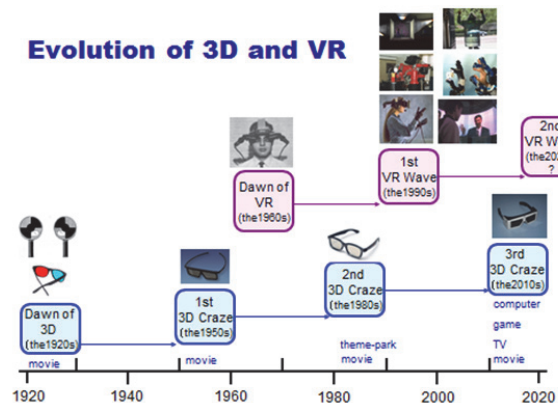 Evolution of 3D and VR
Dawn of
VR
(the1960s)
1st
VR Wave
(the1990s)
2nd
?
Dawn of
3D
(the1920s)
1st
3D Craze
(the1950s)
2nd
3D Craze
(the1980s)
3rd
3D Craze
(the2010s)
movie
movie
theme-park
movie
computer
game
TV
movie
1920
1940
1960
1980
2000
2020